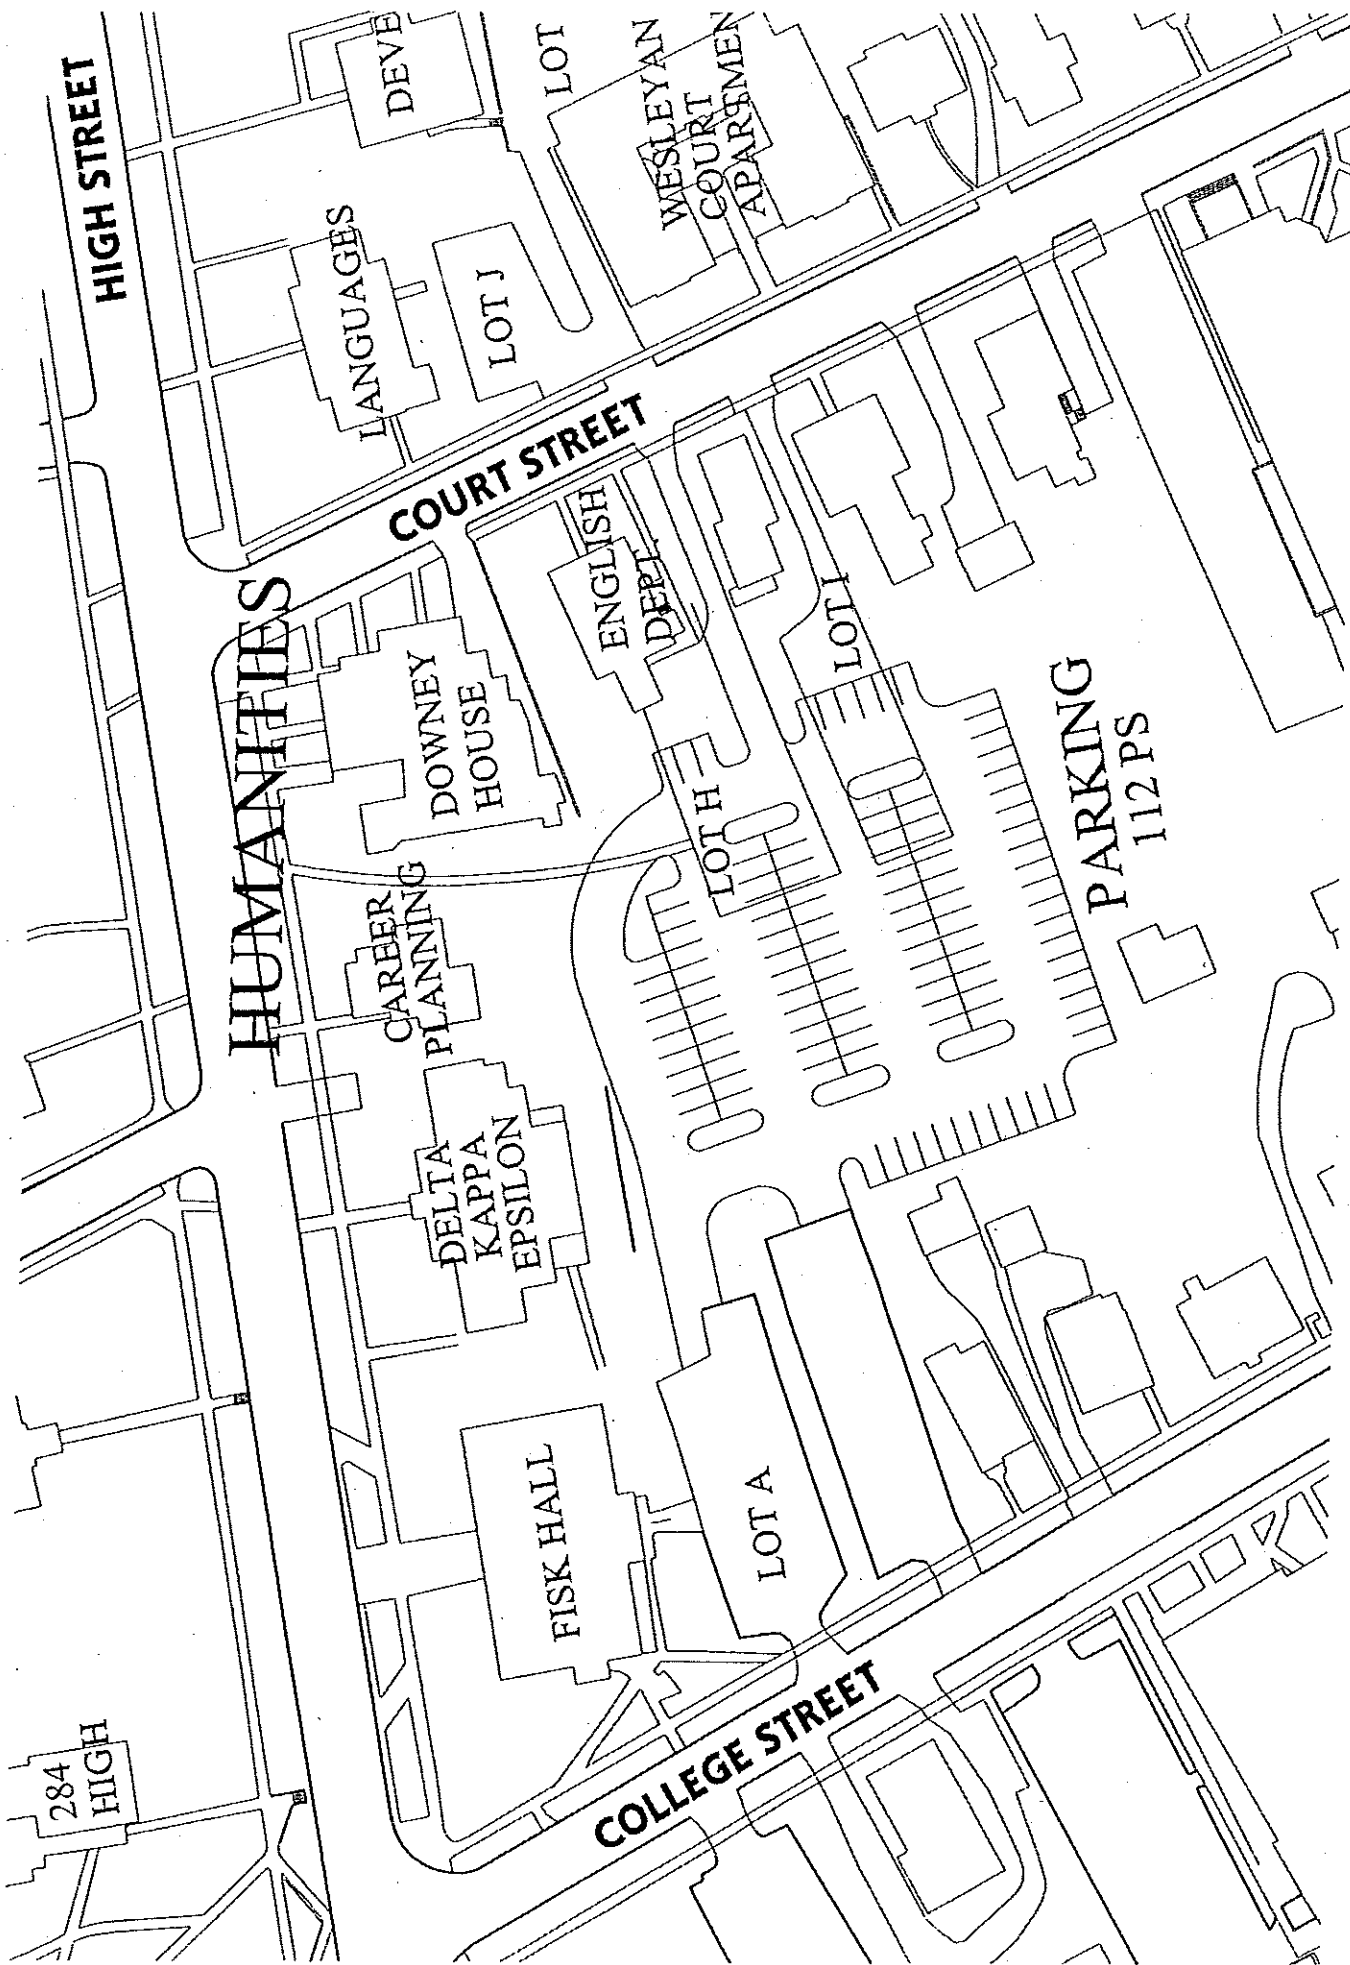 HIGH STREET
DEVE
LOT
WESLEYAN
COURT
APARTMEN
LANGUAGES
LOT J
COURT STREET
HUMANITIES
DOWNEY
HOUSE
ENGLISH
DEPT.
LOT I
LOT H
PARKING
112 PS
CAREER
PLANNING
DELTA
KAPPA
EPSILON
FISK HALL
LOT A
COLLEGE STREET
284
HIGH